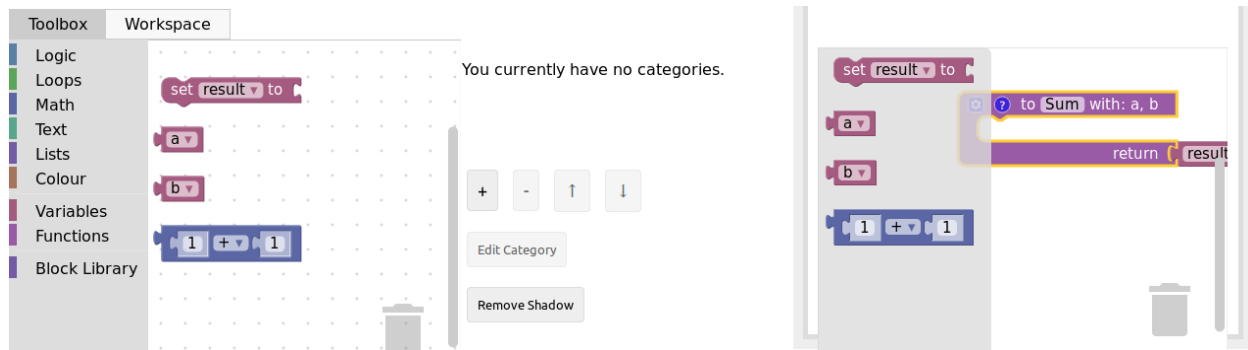 Toolbox Workspace
Logic
Loops
Math
Text
Lists
Colour
Variables
Functions
Block Library
set result ▾ to
a ▾
b ▾
1 + ▾ 1
You currently have no categories.
+ - ↑ ↓
Edit Category
Remove Shadow
set result ▾ to
a ▾
b ▾
1 + ▾ 1
? to Sum with: a, b
return result